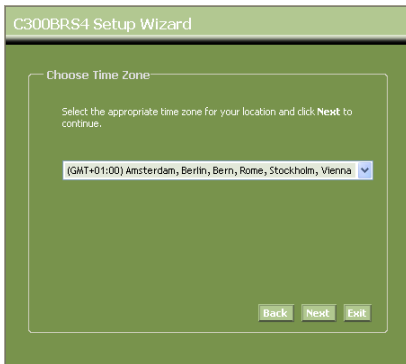 C300BRS4 Setup Wizard
Choose Time Zone
Select the appropriate time zone for your location and click Next to
continue.
(GMT+01:00) Amsterdam, Berlin, Bern, Rome, Stockholm, Vienna
Back Next Exit